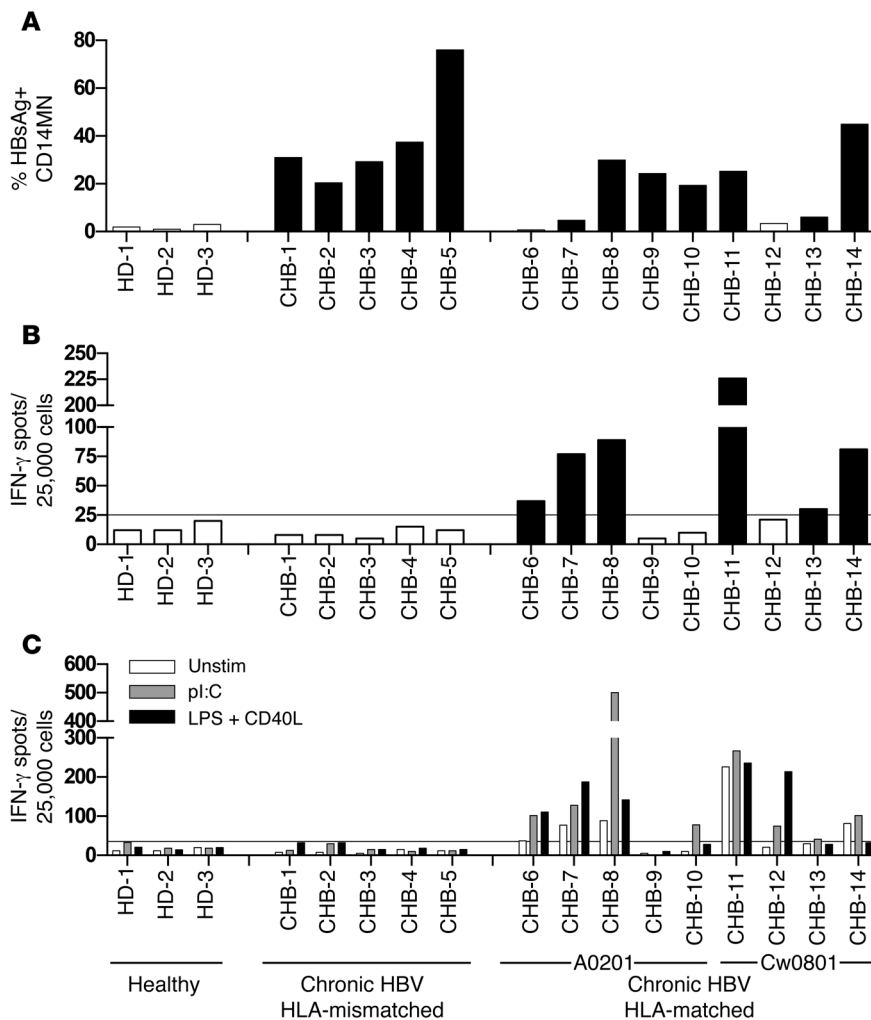 A
% HBsAg+
CD14MN
80
60
40
20
0
HD-1 HD-2 HD-3 CHB-1 CHB-2 CHB-3 CHB-4 CHB-5 CHB-6 CHB-7 CHB-8 CHB-9 CHB-10 CHB-11 CHB-12 CHB-13 CHB-14
B
IFN-γ spots/
25,000 cells
250
225
200
100
75
50
25
0
HD-1 HD-2 HD-3 CHB-1 CHB-2 CHB-3 CHB-4 CHB-5 CHB-6 CHB-7 CHB-8 CHB-9 CHB-10 CHB-11 CHB-12 CHB-13 CHB-14
C
IFN-γ spots/
25,000 cells
600
500
400
300
200
100
0
Unstim
pI:C
LPS + CD40L
HD-1 HD-2 HD-3 CHB-1 CHB-2 CHB-3 CHB-4 CHB-5 CHB-6 CHB-7 CHB-8 CHB-9 CHB-10 CHB-11 CHB-12 CHB-13 CHB-14
A0201 Cw0801
Healthy
Chronic HBV
HLA-mismatched
Chronic HBV
HLA-matched